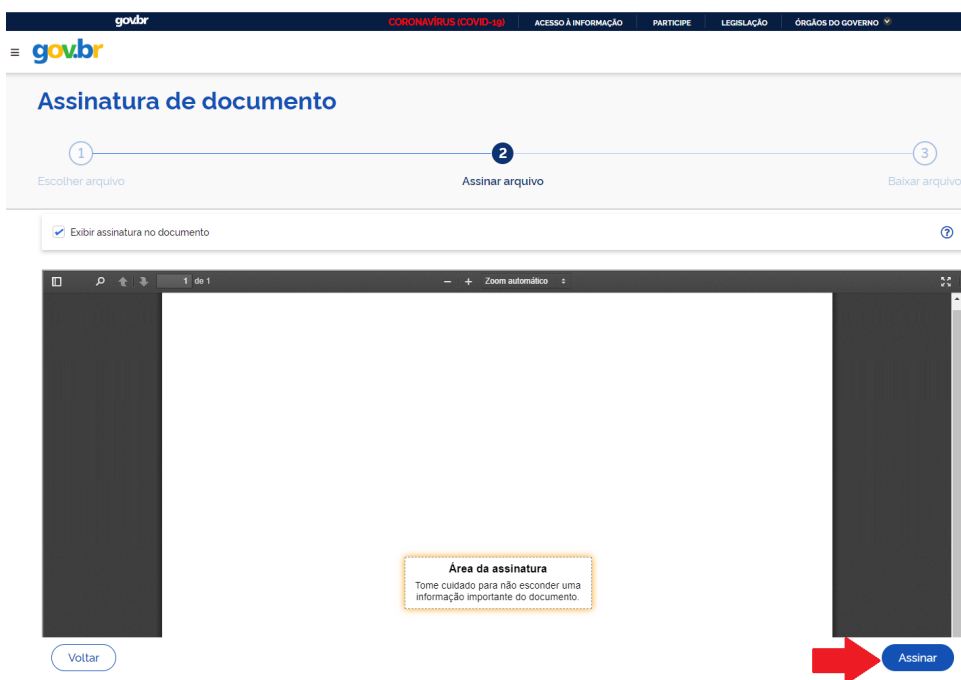 gov.br
CORONAVÍRUS (COVID-19) ACESSO À INFORMAÇÃO PARTICIPE LEGISLAÇÃO ÓRGÃOS DO GOVERNO
gov.br
Assinatura de documento
1 2 3
Escolher arquivo Assinar arquivo Baixar arquivo
Exibir assinatura no documento ?
1 de 1 Zoom automático
Área da assinatura
Tome cuidado para não esconder uma
informação importante do documento.
Voltar Assinar